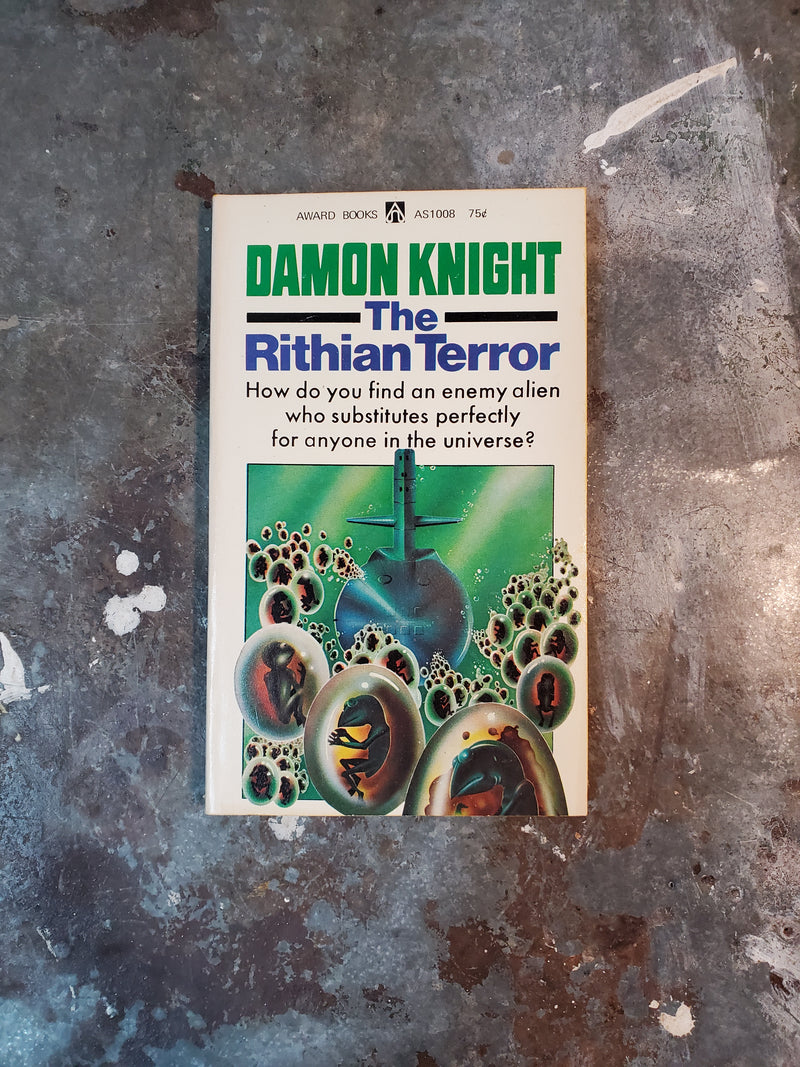 AWARD BOOKS AS1008 75¢
DAMON KNIGHT
The
Rithian Terror
How do you find an enemy alien
who substitutes perfectly
for anyone in the universe?